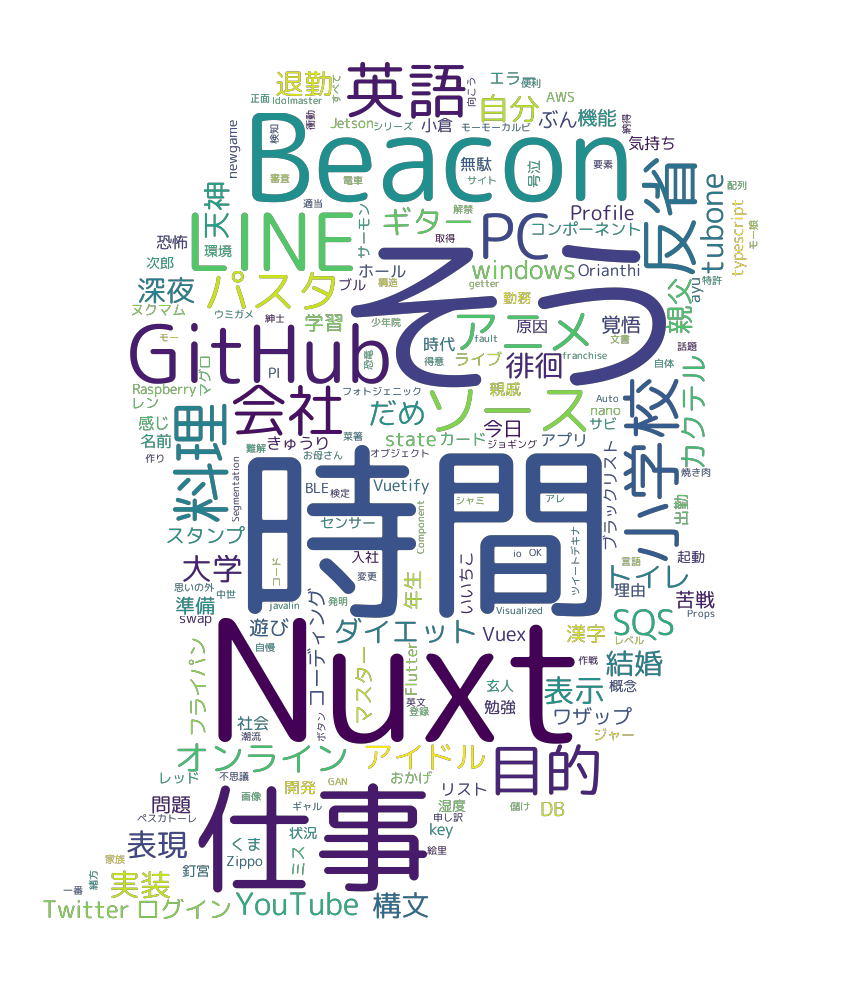 退勤
すべて
英語
向こう
エラー
便利
正面
Idolmaster
衝動
自分
AWS
newgame
検知
Jetson
シリーズ
小倉
モーモーカルビ
ぶん
機能
納得
気持ち
Beacon
審査
電車
無駄
サイト
号泣
要素
反省
配列
天神
適当
LINE
サーモン
ギター
解禁
PC
Profile
コンポーネント
tubone
typescript
モー娘
恐怖
環境
取得
そう
次郎
ホール
windows
Orianthi
ayu
特許
深夜
パスタ
ブル
構造
getter
勤務
親父
ヌクマム
ウミガメ
紳士
学習
少年院
アニメ
原因
覚悟
文書
モー
GitHub
恐竜
時代
得意
fault
ライブ
徘徊
franchise
話題
PI
マグロ
Raspberry
フォトジェニック
親戚
自体
レン
会社
だめ
ソース
Auto
nano
小学校
カクテル
感じ
料理
菜箸
今日
サビ
名前
きゅうり
state
カード
ジョギング
アプリ
作り
難解
お母さん
オブジェクト
ブラックリスト
焼き肉
Segmentation
時間
BLE
検定
Vuetify
シャミ
アレ
出勤
スタンプ
センサー
Component
ツイートデキナ
大学
コード
入社
io
OK
言語
起動
思いの外
中世
変更
年生
いいちこ
トイレ
準備
javalin
発明
Visualized
理由
苦戦
swap
遊び
コーディング
ダイエット
Vuex
漢字
SQS
Props
レベル
自慢
Nuxt
フライパン
マスター
Flutter
作戦
結婚
玄人
表示
概念
英文
登録
勉強
社会
潮流
ボタン
ワザップ
ジャー
オンライン
アイドル
目的
レッド
不思議
開発
GAN
おかげ
リスト
問題
画像
ギャル
仕事
湿度
儲け
DB
ペスカトーレ
申し訳
表現
くま
状況
key
家族
Zippo
ミス
絵里
釘宮
一番
緒方
実装
Twitter
ログイン
YouTube
構文